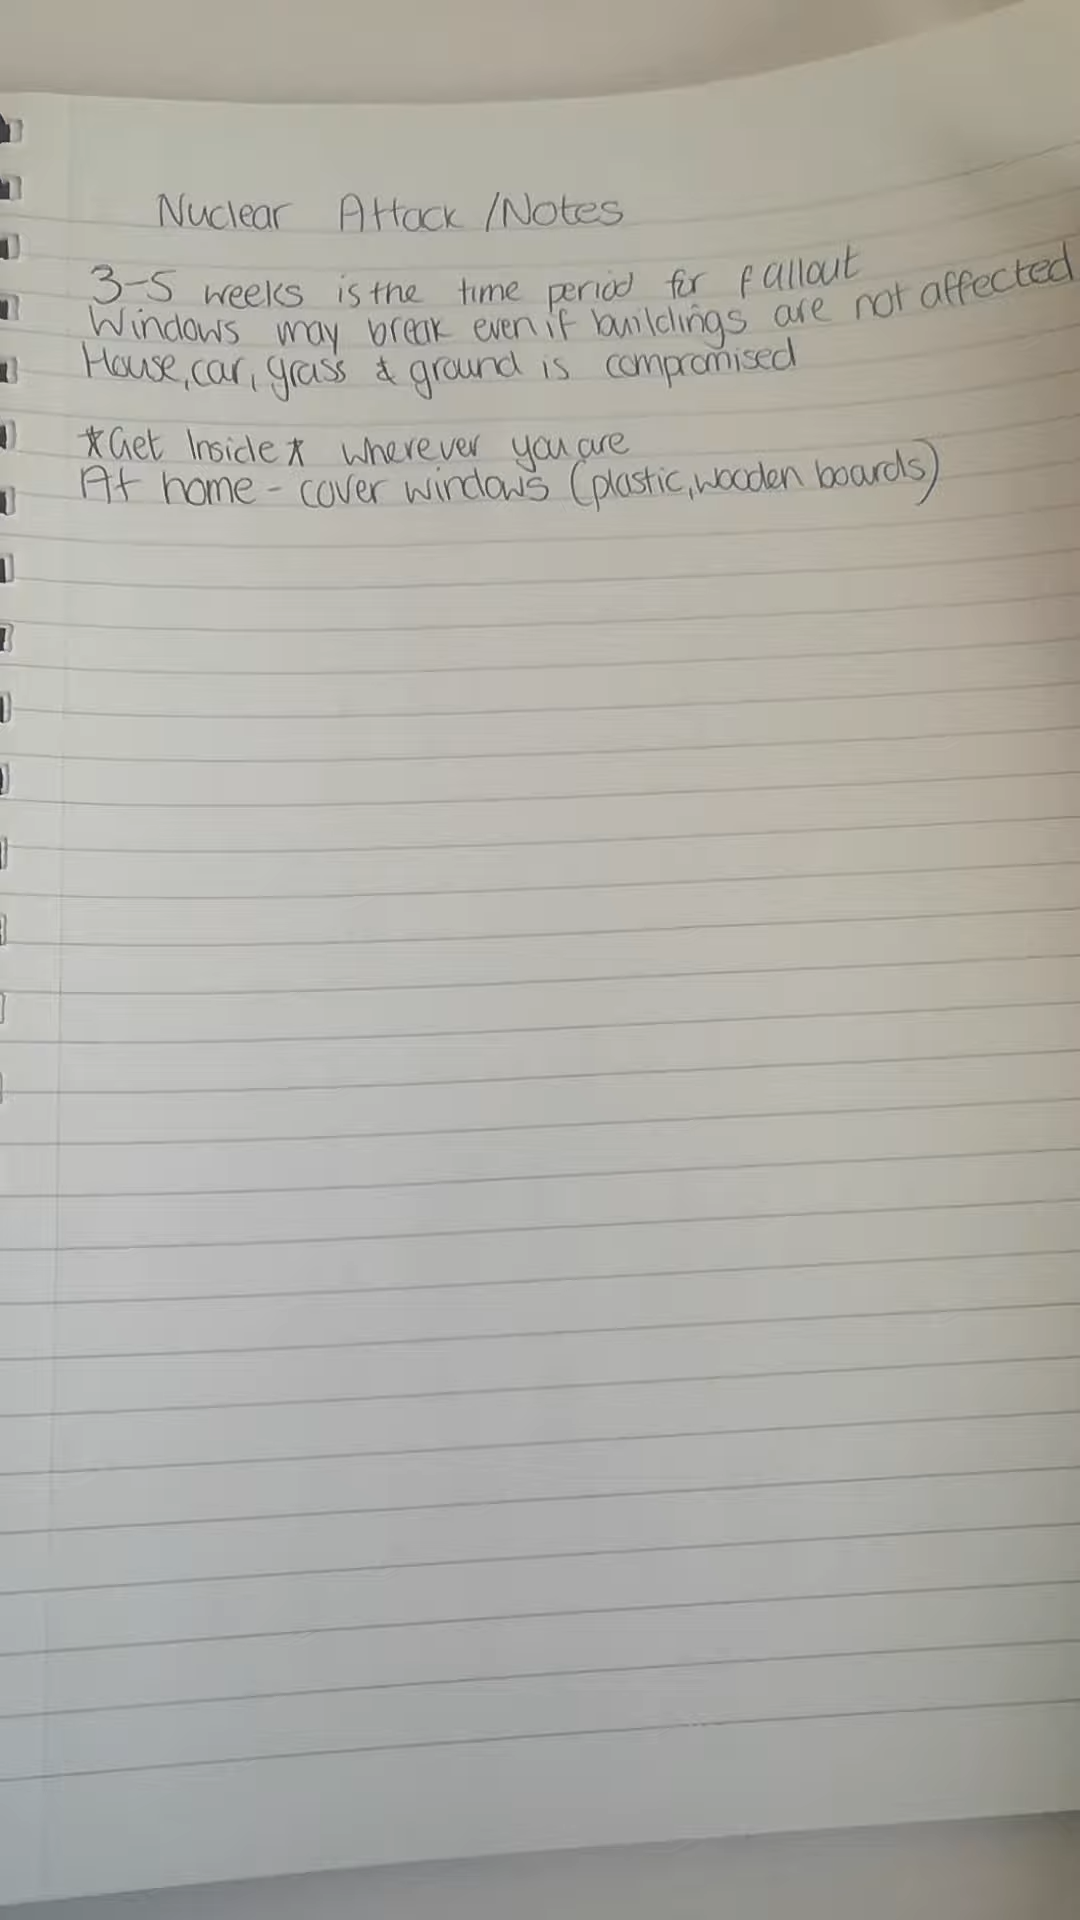 Nuclear Attack /Notes
3-5 weeks is the time period for fallout
Windows may break even if buildings are not affected
House, car, grass & ground is compromised
*Get Inside* wherever you are
At home - cover windows (plastic, wooden boards)